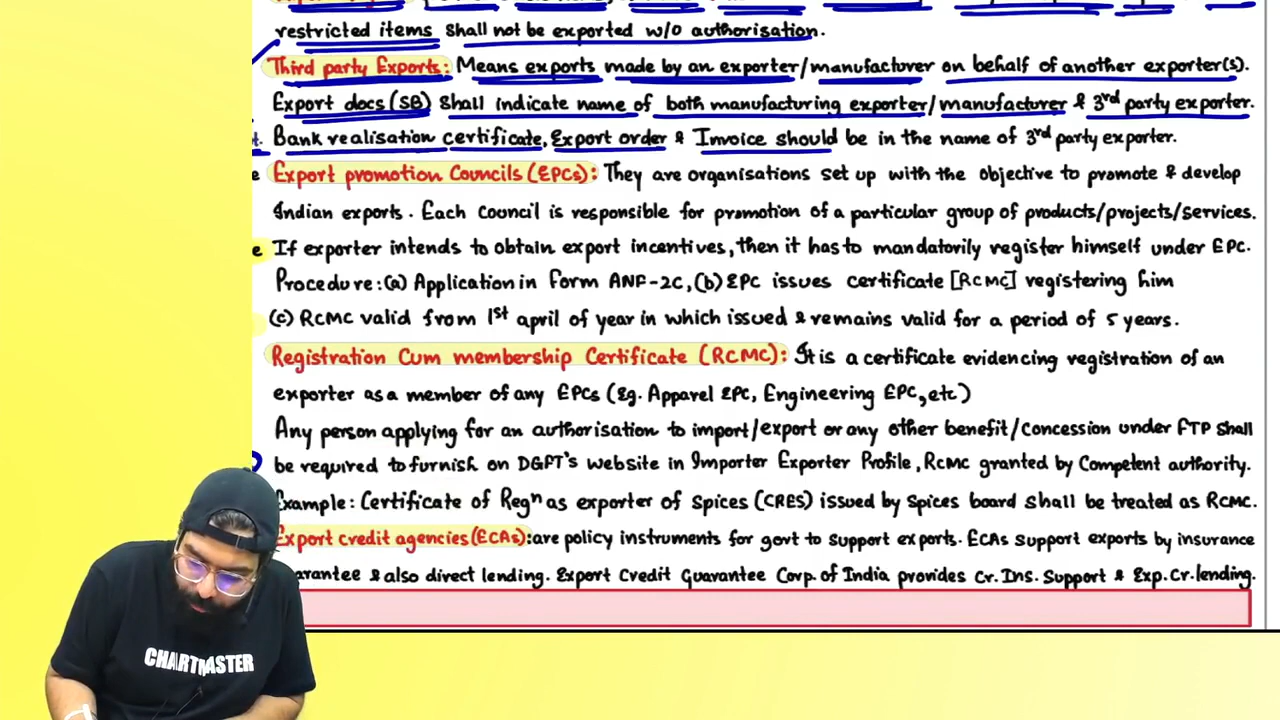 restricted items shall not be exported w/o authorisation.
Third party Exports: Means exports made by an exporter/manufacturer on behalf of another exporter(s).
Export docs (SB) shall indicate name of both manufacturing exporter/manufacturer & 3rd party exporter.
t. Bank realisation certificate, Export order & Invoice should be in the name of 3rd party exporter.
e Export promotion Councils (EPCs): They are organisations set up with the objective to promote & develop
Indian exports. Each Council is responsible for promotion of a particular group of products/projects/services.
e If exporter intends to obtain export incentives, then it has to mandatorily register himself under EPC.
Procedure: (a) Application in Form ANF-2C, (b) EPC issues certificate [RCMC] registering him
(c) RCMC valid from 1st april of year in which issued & remains valid for a period of 5 years.
Registration Cum membership Certificate (RCMC): It is a certificate evidencing registration of an
exporter as a member of any EPCs (Eg. Apparel EPC, Engineering EPC, etc)
Any person applying for an authorisation to import/export or any other benefit/concession under FTP shall
be required to furnish on DGFT's website in Importer Exporter Profile, RCMC granted by Competent authority.
Example: Certificate of Regn as exporter of Spices (CRES) issued by Spices board shall be treated as RCMC.
Export credit agencies (ECAs): are policy instruments for govt to support exports. ECAs support exports by insurance
arantee & also direct lending. Export Credit Guarantee Corp. of India provides Cr. Ins. Support & Exp. Cr. lending.
CHARTMASTER